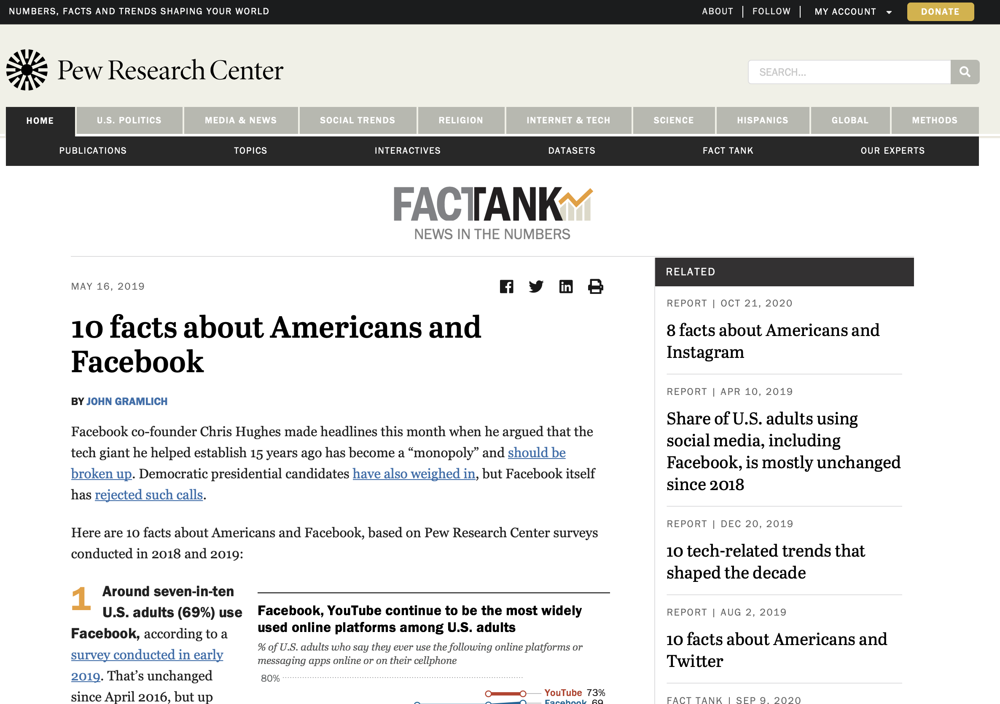 NUMBERS, FACTS AND TRENDS SHAPING YOUR WORLD
ABOUT | FOLLOW | MY ACCOUNT
DONATE
Pew Research Center
SEARCH...
HOME
U.S. POLITICS
MEDIA & NEWS
SOCIAL TRENDS
RELIGION
INTERNET & TECH
SCIENCE
HISPANICS
GLOBAL
METHODS
PUBLICATIONS
TOPICS
INTERACTIVES
DATASETS
FACT TANK
OUR EXPERTS
FACTTANK
NEWS IN THE NUMBERS
MAY 16, 2019
10 facts about Americans and
Facebook
BY JOHN GRAMLICH
Facebook co-founder Chris Hughes made headlines this month when he argued that the
tech giant he helped establish 15 years ago has become a “monopoly” and should be
broken up. Democratic presidential candidates have also weighed in, but Facebook itself
has rejected such calls.
Here are 10 facts about Americans and Facebook, based on Pew Research Center surveys
conducted in 2018 and 2019:
1 Around seven-in-ten
U.S. adults (69%) use
Facebook, according to a
survey conducted in early
2019. That’s unchanged
since April 2016, but up
Facebook, YouTube continue to be the most widely
used online platforms among U.S. adults
% of U.S. adults who say they ever use the following online platforms or
messaging apps online or on their cellphone
80%
YouTube 73%
Facebook 69
RELATED
REPORT | OCT 21, 2020
8 facts about Americans and
Instagram
REPORT | APR 10, 2019
Share of U.S. adults using
social media, including
Facebook, is mostly unchanged
since 2018
REPORT | DEC 20, 2019
10 tech-related trends that
shaped the decade
REPORT | AUG 2, 2019
10 facts about Americans and
Twitter
FACT TANK | SEP 9, 2020